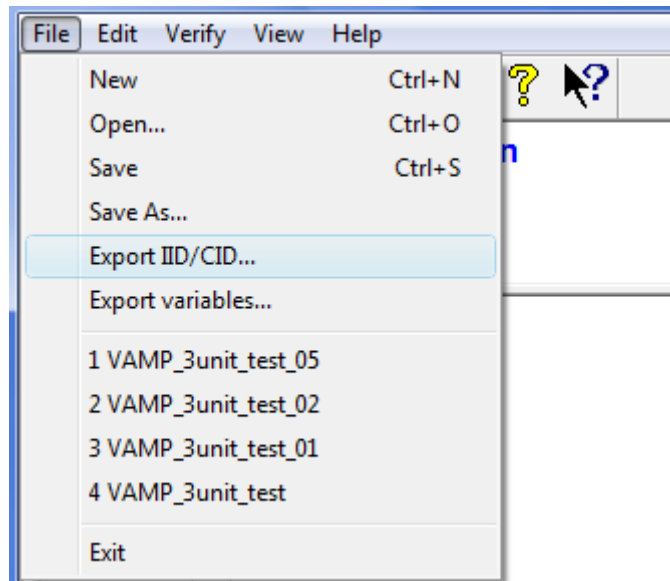 File Edit Verify View Help
New Ctrl+N
Open... Ctrl+O
Save Ctrl+S
Save As...
Export IID/CID...
Export variables...
1 VAMP_3unit_test_05
2 VAMP_3unit_test_02
3 VAMP_3unit_test_01
4 VAMP_3unit_test
Exit
? ?
n